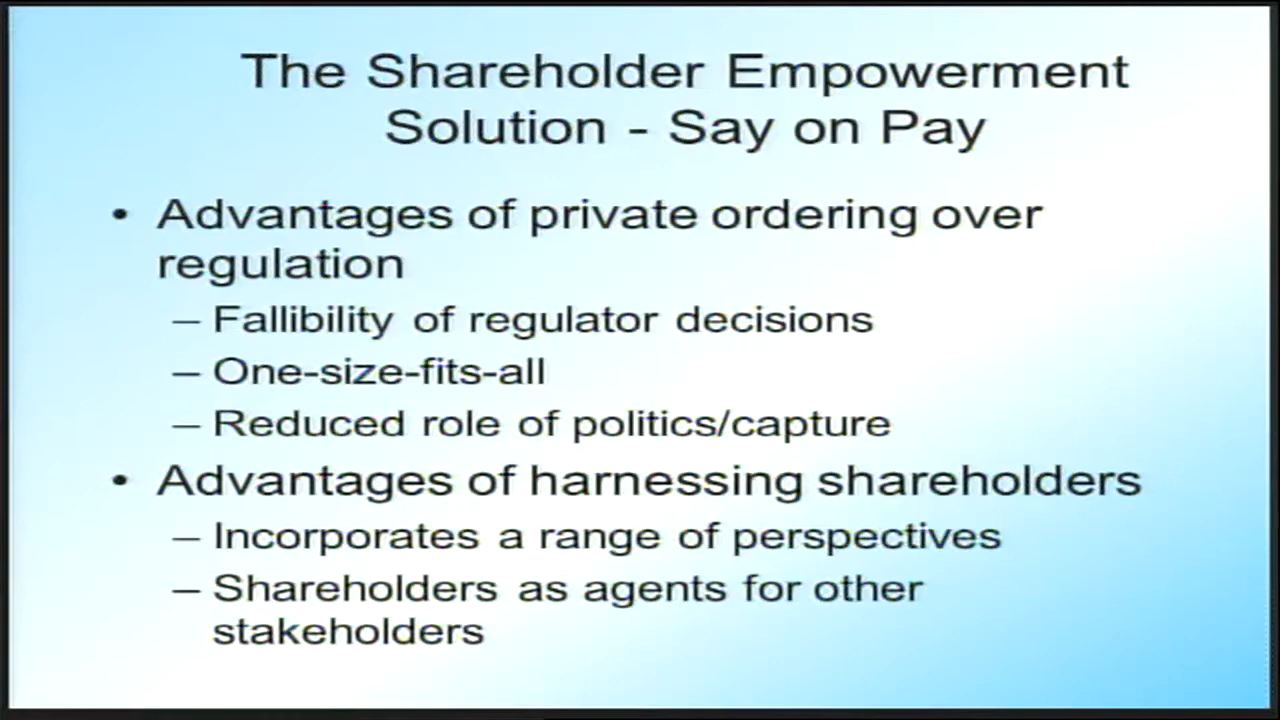 The Shareholder Empowerment
Solution - Say on Pay
• Advantages of private ordering over
regulation
– Fallibility of regulator decisions
– One-size-fits-all
– Reduced role of politics/capture
• Advantages of harnessing shareholders
– Incorporates a range of perspectives
– Shareholders as agents for other
stakeholders